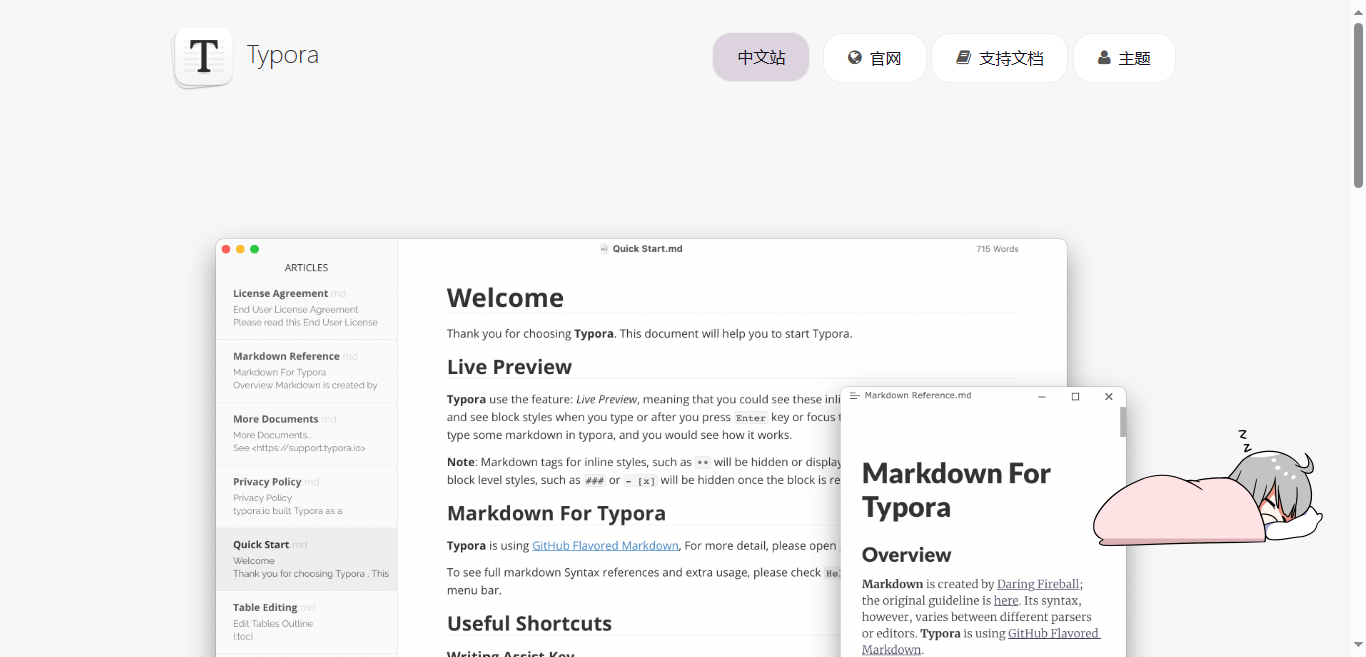 T Typora
中文站 官网 支持文档 主题
Quick Start.md
715 Words
ARTICLES
License Agreement.md
End User License Agreement
Please read this End User License
Markdown Reference.md
Markdown For Typora
Overview Markdown is created by
More Documents.md
More Documents...
See <https://support.typora.io>
Privacy Policy.md
Privacy Policy
typora.io built Typora as a
Quick Start.md
Welcome
Thank you for choosing Typora . This
Table Editing.md
Edit Tables Outline
[toc]
Welcome
Thank you for choosing Typora. This document will help you to start Typora.
Live Preview
Typora use the feature: Live Preview, meaning that you could see these inli
and see block styles when you type or after you press Enter key or focus
type some markdown in typora, and you would see how it works.
Note: Markdown tags for inline styles, such as ** will be hidden or display
block level styles, such as ### or - [x] will be hidden once the block is re
Markdown For Typora
Typora is using GitHub Flavored Markdown, For more detail, please open
To see full markdown Syntax references and extra usage, please check Hel
menu bar.
Useful Shortcuts
Writing Assist Key
Markdown Reference.md
Markdown For
Typora
Overview
Markdown is created by Daring Fireball;
the original guideline is here. Its syntax,
however, varies between different parsers
or editors. Typora is using GitHub Flavored
Markdown.
z
z